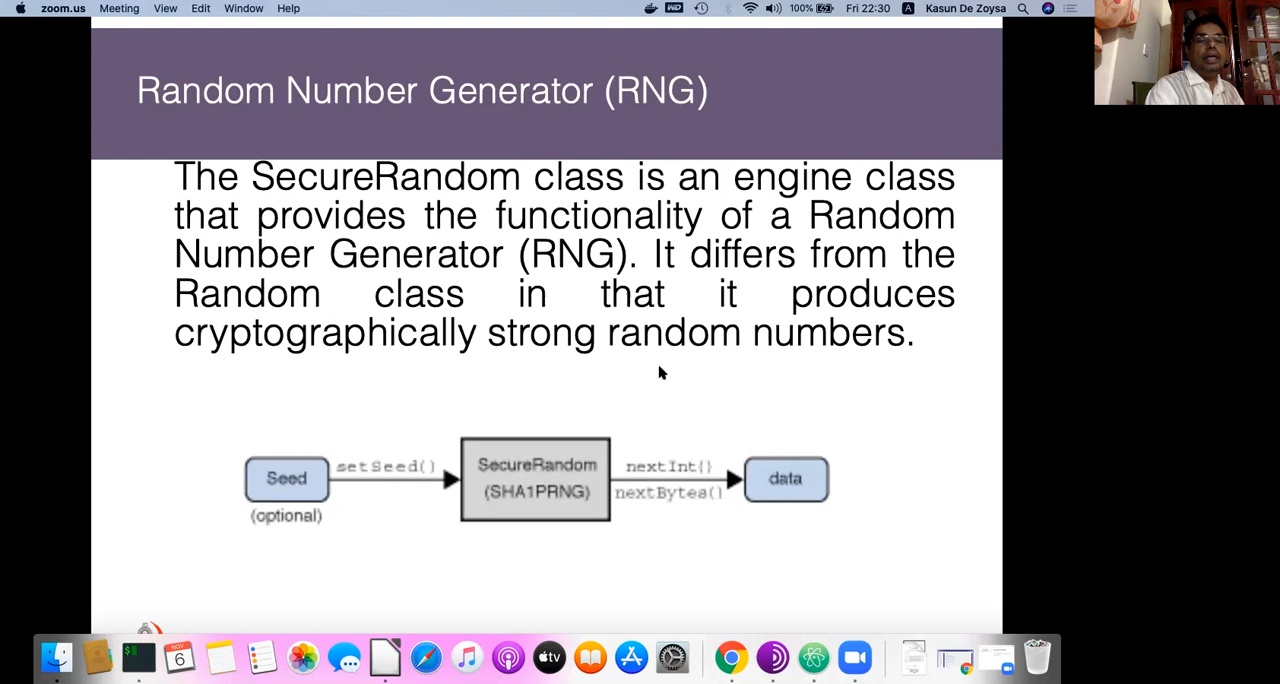 zoom.us Meeting View Edit Window Help 100% Fri 22:30 A Kasun De Zoysa
Random Number Generator (RNG)
The SecureRandom class is an engine class
that provides the functionality of a Random
Number Generator (RNG). It differs from the
Random class in that it produces
cryptographically strong random numbers.
Seed
(optional)
setSeed()
SecureRandom
(SHA1PRNG)
nextInt()
nextBytes()
data
$
NOV
6
tv
PDF